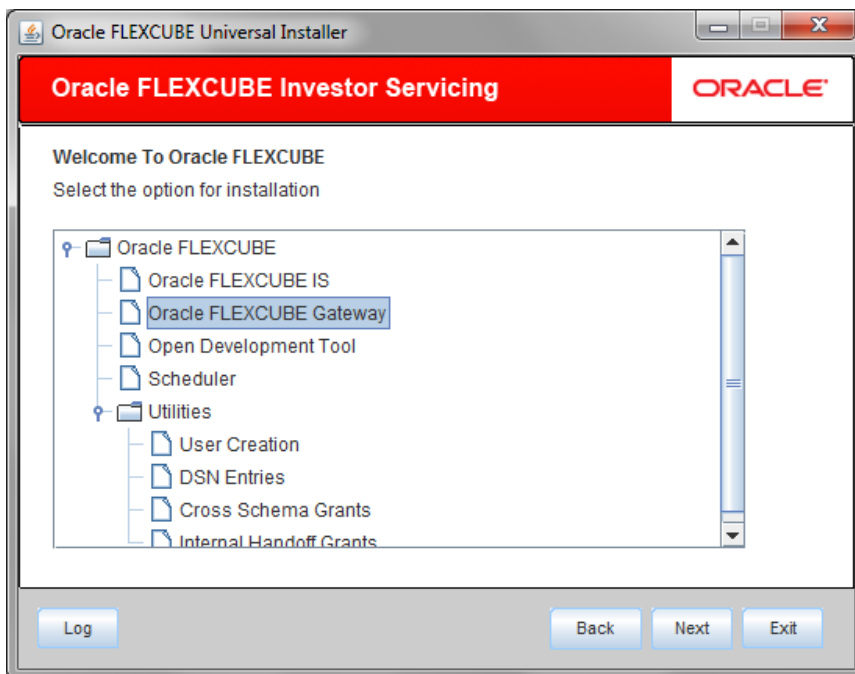 Oracle FLEXCUBE Universal Installer
Oracle FLEXCUBE Investor Servicing
ORACLE
Welcome To Oracle FLEXCUBE
Select the option for installation
Oracle FLEXCUBE
Oracle FLEXCUBE IS
Oracle FLEXCUBE Gateway
Open Development Tool
Scheduler
Utilities
User Creation
DSN Entries
Cross Schema Grants
Internal Handoff Grants
Log Back Next Exit